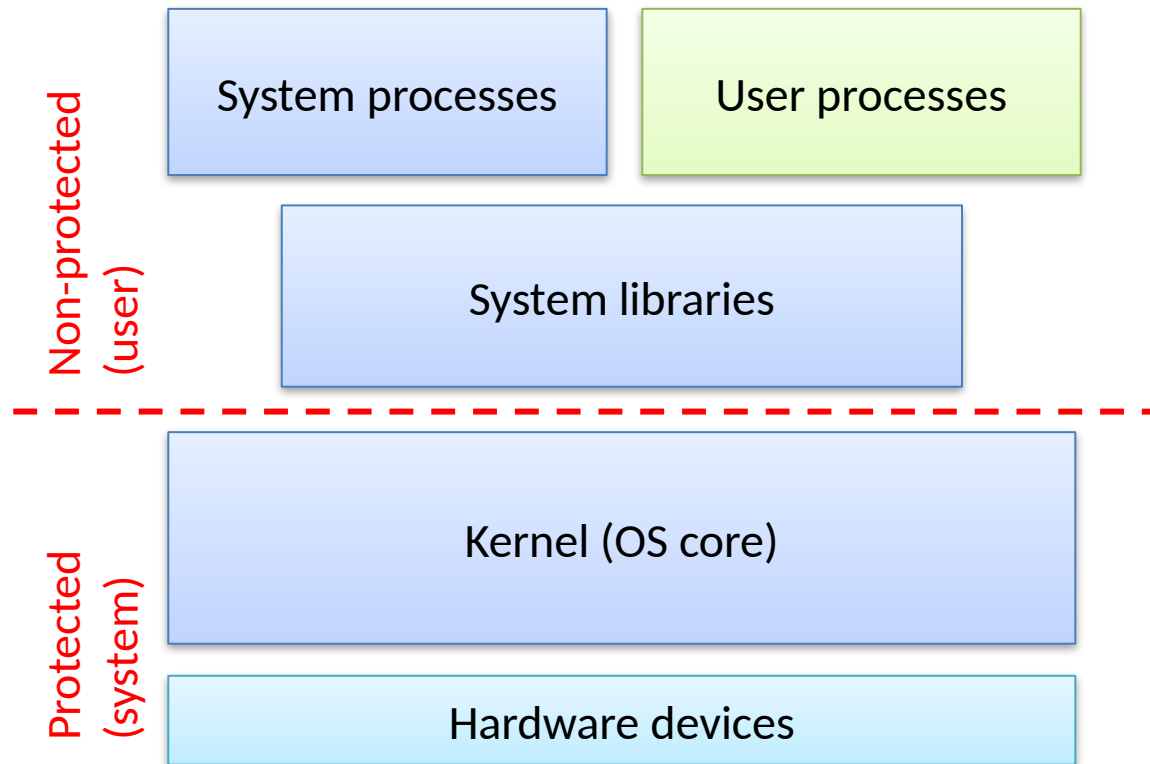 System processes
User processes
Non-protected
(user)
System libraries
Kernel (OS core)
Protected
(system)
Hardware devices